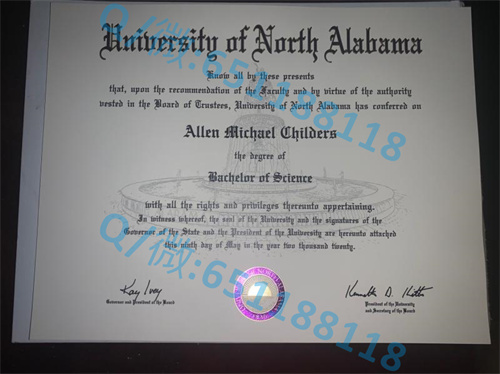 University of North Alabama
Know all by these presents
that, upon the recommendation of the Faculty and by virtue of the authority
vested in the Board of Trustees, University of North Alabama has conferred on
Allen Michael Childers
the degree of
Bachelor of Science
with all the rights and privileges thereunto appertaining.
In witness whereof, the seal of the University and the signatures of the
Governor of the State and the President of the University are hereunto attached
this ninth day of May in the year two thousand twenty.
Kay Ivey
Governor and President of the Board
President of the University
and Secretary of the Board
Q/微:651188118
Q/微:651188118